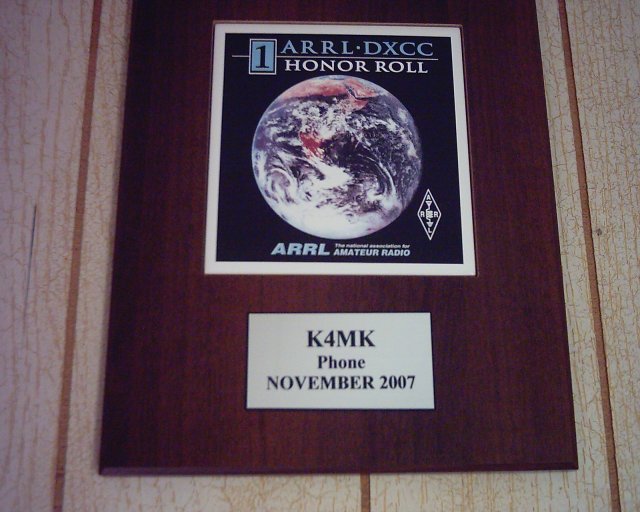 1 ARRL·DXCC
HONOR ROLL
A
R R
L
ARRL The national association for
AMATEUR RADIO
K4MK
Phone
NOVEMBER 2007